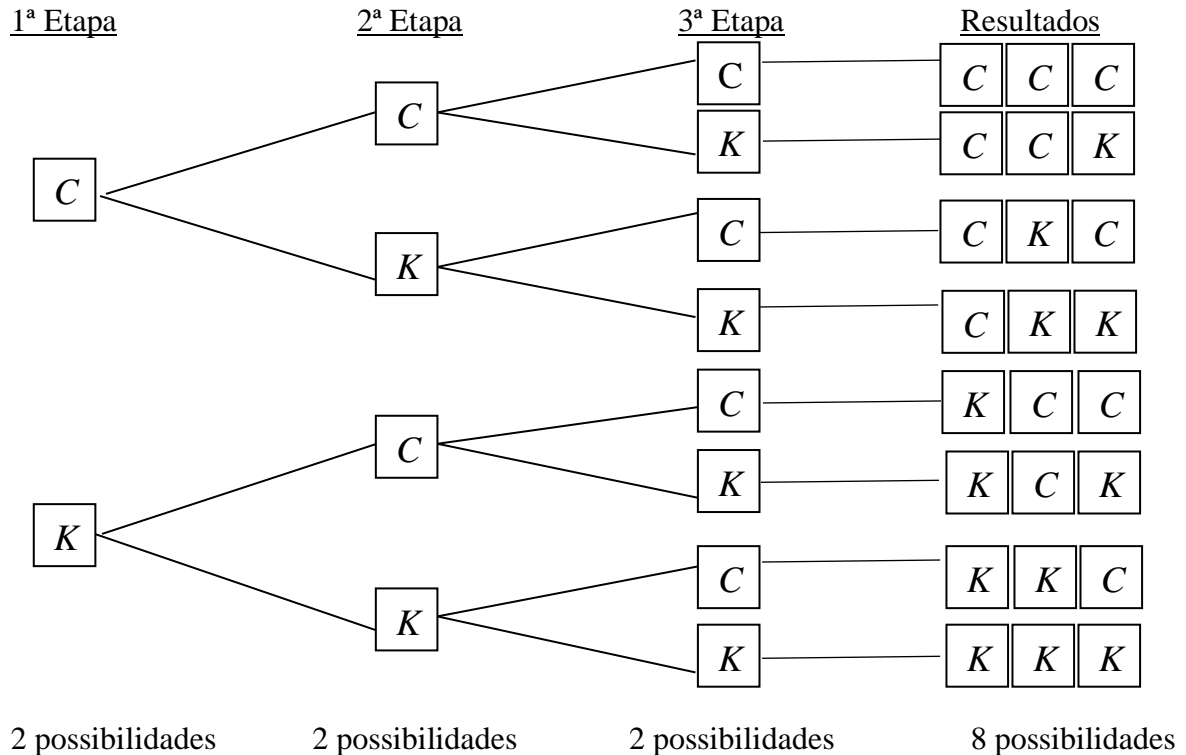 1ª Etapa 2ª Etapa 3ª Etapa Resultados
C C C C
C
K C C K
C
C C K C
K
K C K K
C K C C
C
K K C K
K
C K K C
K
K K K K
2 possibilidades 2 possibilidades 2 possibilidades 8 possibilidades